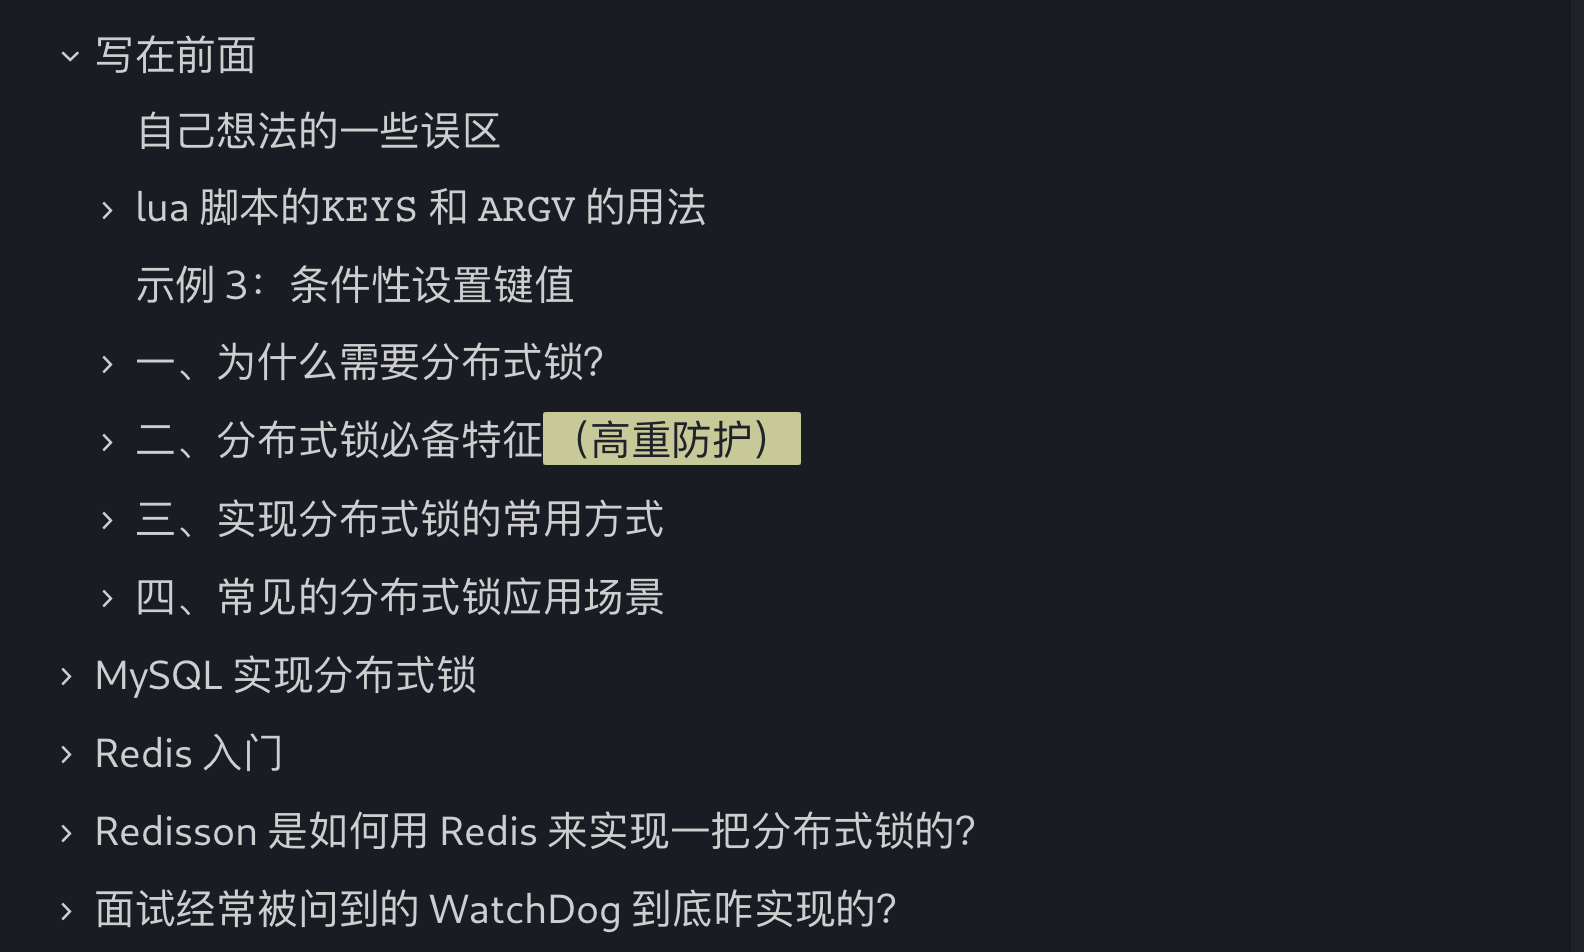 写在前面
自己想法的一些误区
lua 脚本的KEYS 和 ARGV 的用法
示例 3：条件性设置键值
一、为什么需要分布式锁？
二、分布式锁必备特征（高重防护）
三、实现分布式锁的常用方式
四、常见的分布式锁应用场景
MySQL 实现分布式锁
Redis 入门
Redisson 是如何用 Redis 来实现一把分布式锁的？
面试经常被问到的 WatchDog 到底咋实现的？